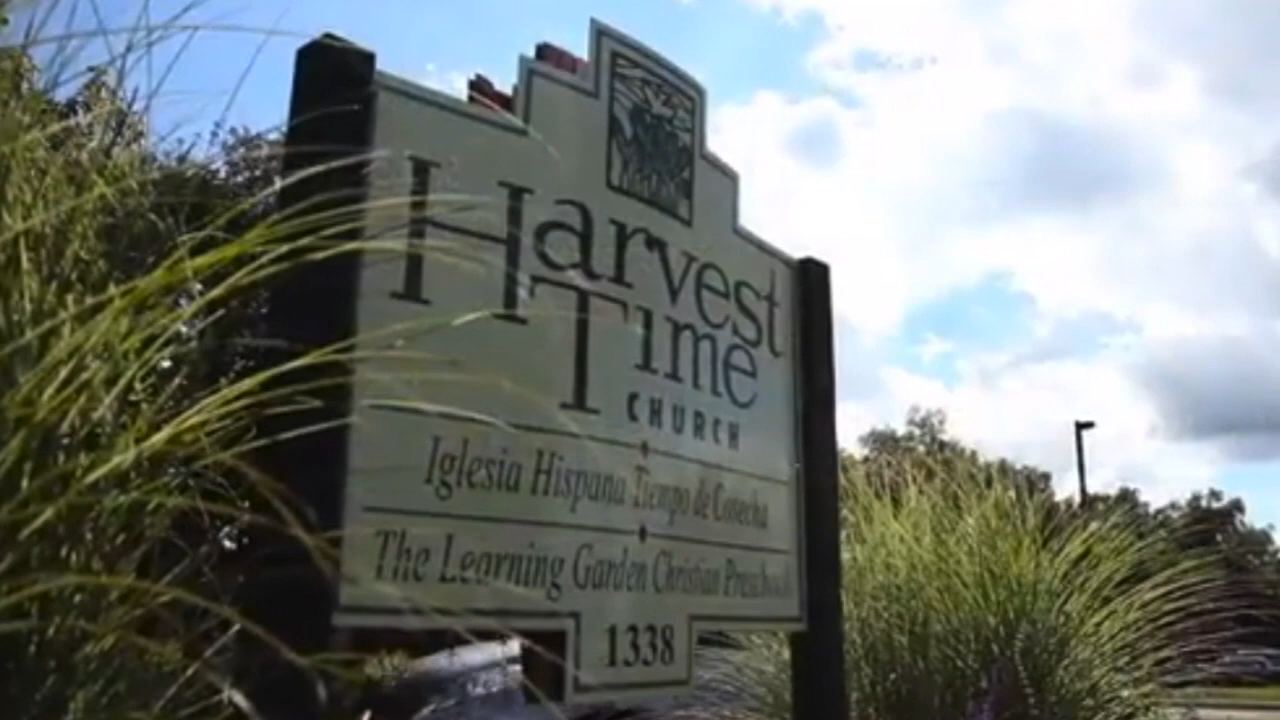 Harvest
Time
CHURCH
Iglesia Hispana Tiempo de Cosecha
The Learning Garden Christian Preschool
1338